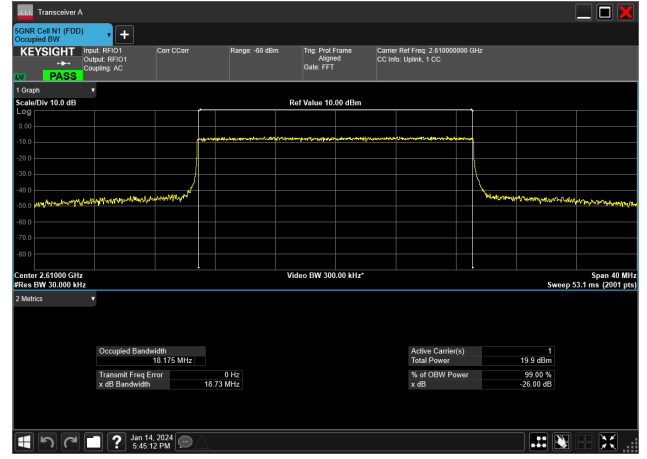 Transceiver A
5GNR Cell N1 (FDD)
Occupied BW
KEYSIGHT
LXI
PASS
Input: RFIO1
Output: RFIO1
Coupling: AC
Corr CCorr
Range: -60 dBm
Trig: Prot Frame
Aligned
Gate: FFT
Carrier Ref Freq: 2.610000000 GHz
CC Info: Uplink, 1 CC
1 Graph
Scale/Div 10.0 dB
Ref Value 10.00 dBm
Log
0.00
-10.0
-20.0
-30.0
-40.0
-50.0
-60.0
-70.0
-80.0
Center 2.61000 GHz
Video BW 300.00 kHz*
Span 40 MHz
#Res BW 30.000 kHz
Sweep 53.1 ms (2001 pts)
2 Metrics
Occupied Bandwidth
18.175 MHz
Active Carrier(s) 1
Total Power 19.9 dBm
Transmit Freq Error 0 Hz
x dB Bandwidth 18.73 MHz
% of OBW Power 99.00 %
x dB -26.00 dB
?
Jan 14, 2024
5:45:12 PM